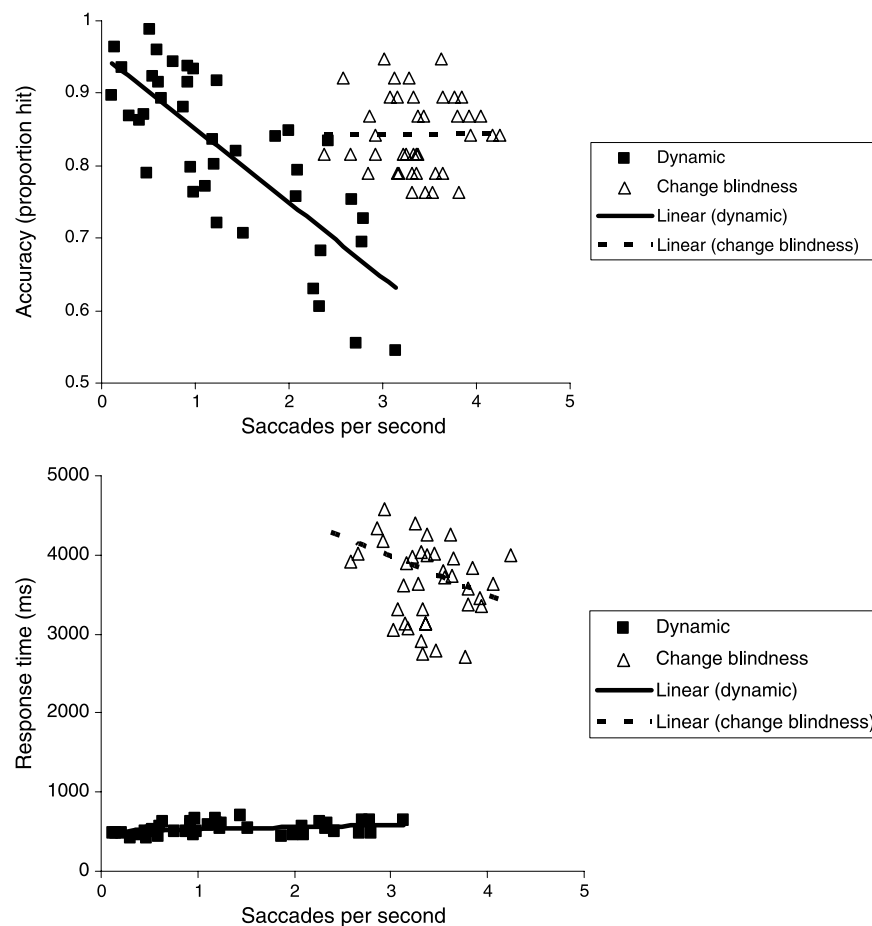 1
0.9
0.8
0.7
0.6
0.5
Accuracy (proportion hit)
0 1 2 3 4 5
Saccades per second
Dynamic
Change blindness
Linear (dynamic)
Linear (change blindness)
5000
4000
3000
2000
1000
0
Response time (ms)
0 1 2 3 4 5
Saccades per second
Dynamic
Change blindness
Linear (dynamic)
Linear (change blindness)